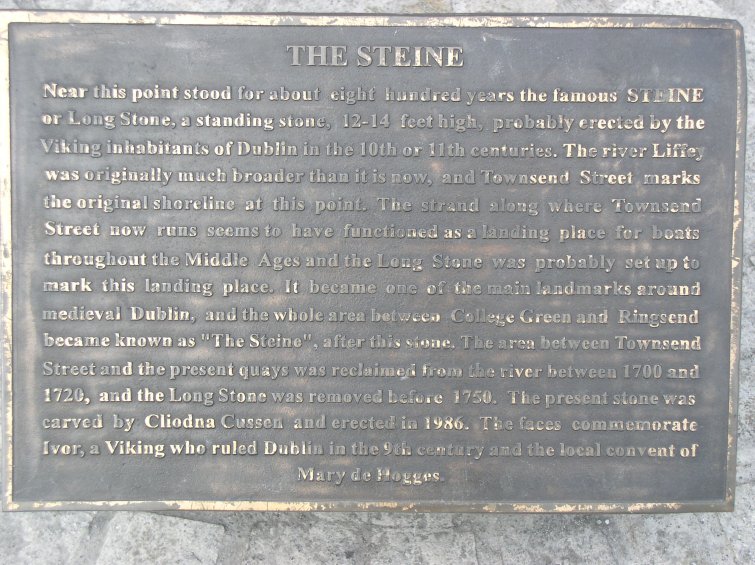 THE STEINE
Near this point stood for about eight hundred years the famous STEINE
or Long Stone, a standing stone, 12-14 feet high, probably erected by the
Viking inhabitants of Dublin in the 10th or 11th centuries. The river Liffey
was originally much broader than it is now, and Townsend Street marks
the original shoreline at this point. The strand along where Townsend
Street now runs seems to have functioned as a landing place for boats
throughout the Middle Ages and the Long Stone was probably set up to
mark this landing place. It became one of the main landmarks around
medieval Dublin, and the whole area between College Green and Ringsend
became known as "The Steine", after this stone. The area between Townsend
Street and the present quays was reclaimed from the river between 1700 and
1720, and the Long Stone was removed before 1750. The present stone was
carved by Cliodna Cussen and erected in 1986. The faces commemorate
Ivor, a Viking who ruled Dublin in the 9th century and the local convent of
Mary de Hogges.